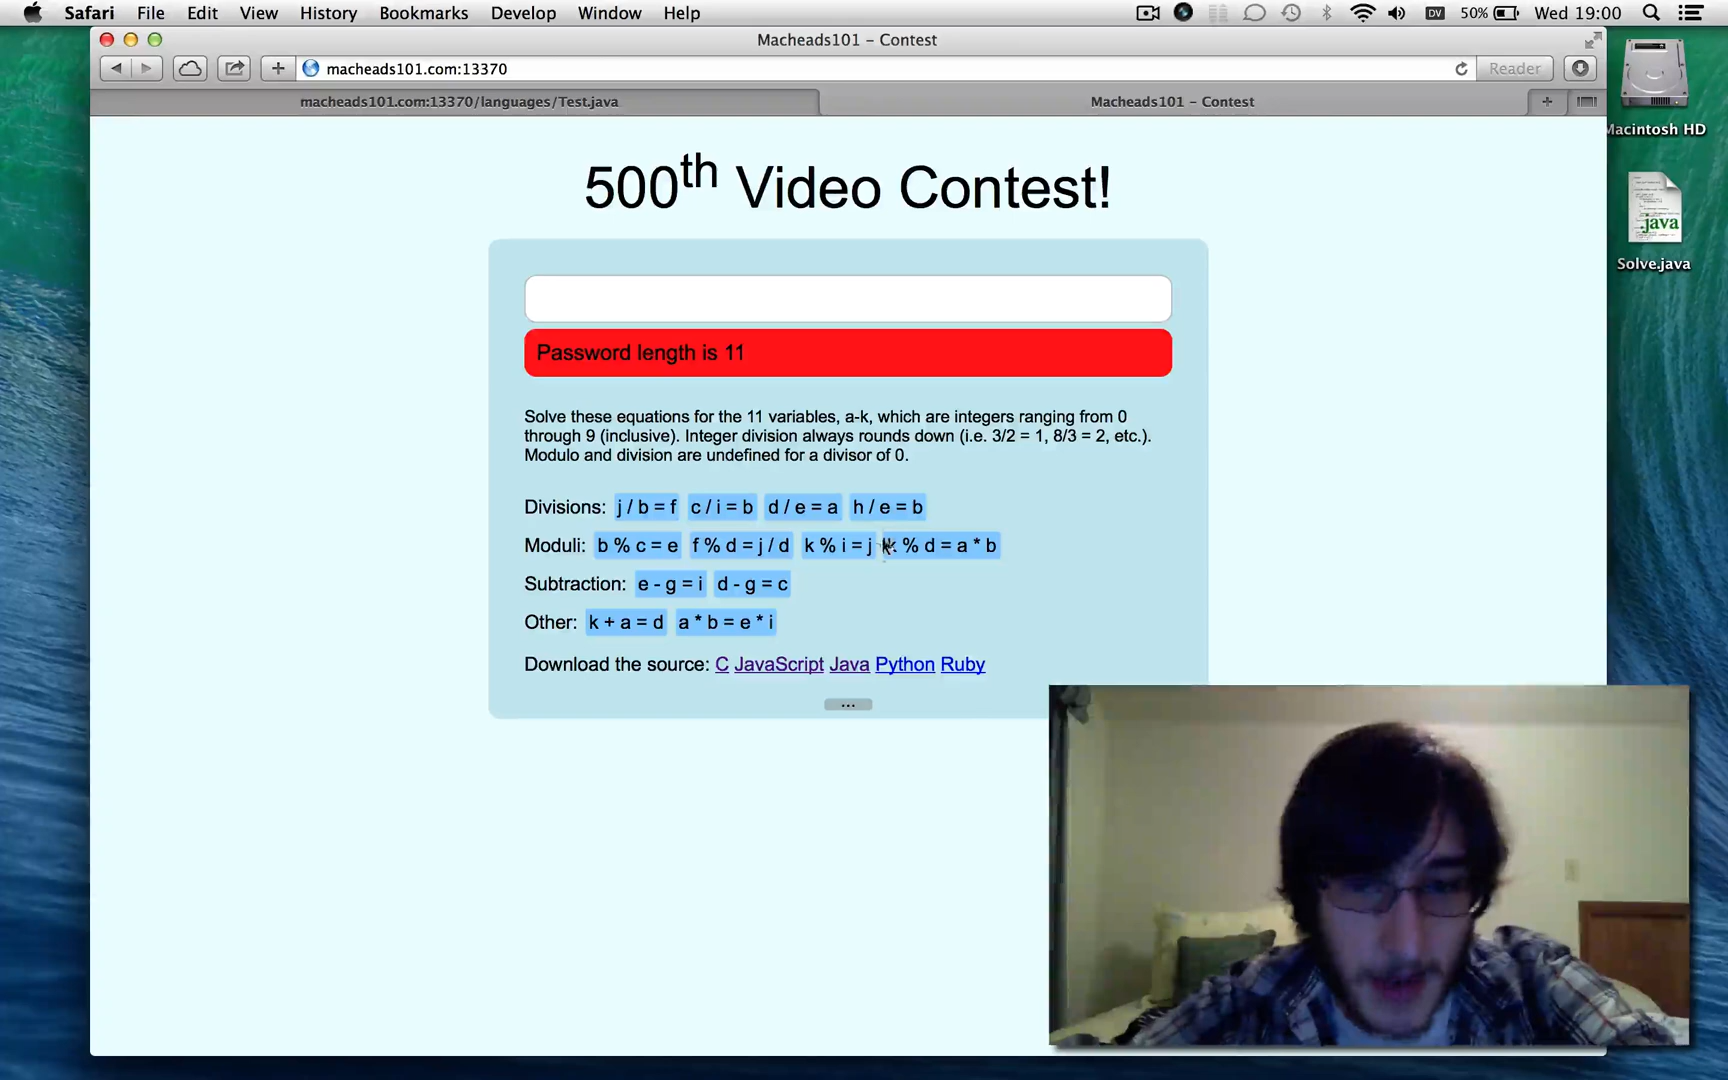 Safari File Edit View History Bookmarks Develop Window Help DV 50% Wed 19:00
Macheads101 – Contest
macheads101.com:13370 Reader
macheads101.com:13370/languages/Test.java Macheads101 – Contest
Macintosh HD
java
Solve.java
500th Video Contest!
Password length is 11
Solve these equations for the 11 variables, a-k, which are integers ranging from 0
through 9 (inclusive). Integer division always rounds down (i.e. 3/2 = 1, 8/3 = 2, etc.).
Modulo and division are undefined for a divisor of 0.
Divisions: j / b = f c / i = b d / e = a h / e = b
Moduli: b % c = e f % d = j / d k % i = j k % d = a * b
Subtraction: e - g = i d - g = c
Other: k + a = d a * b = e * i
Download the source: C JavaScript Java Python Ruby
...